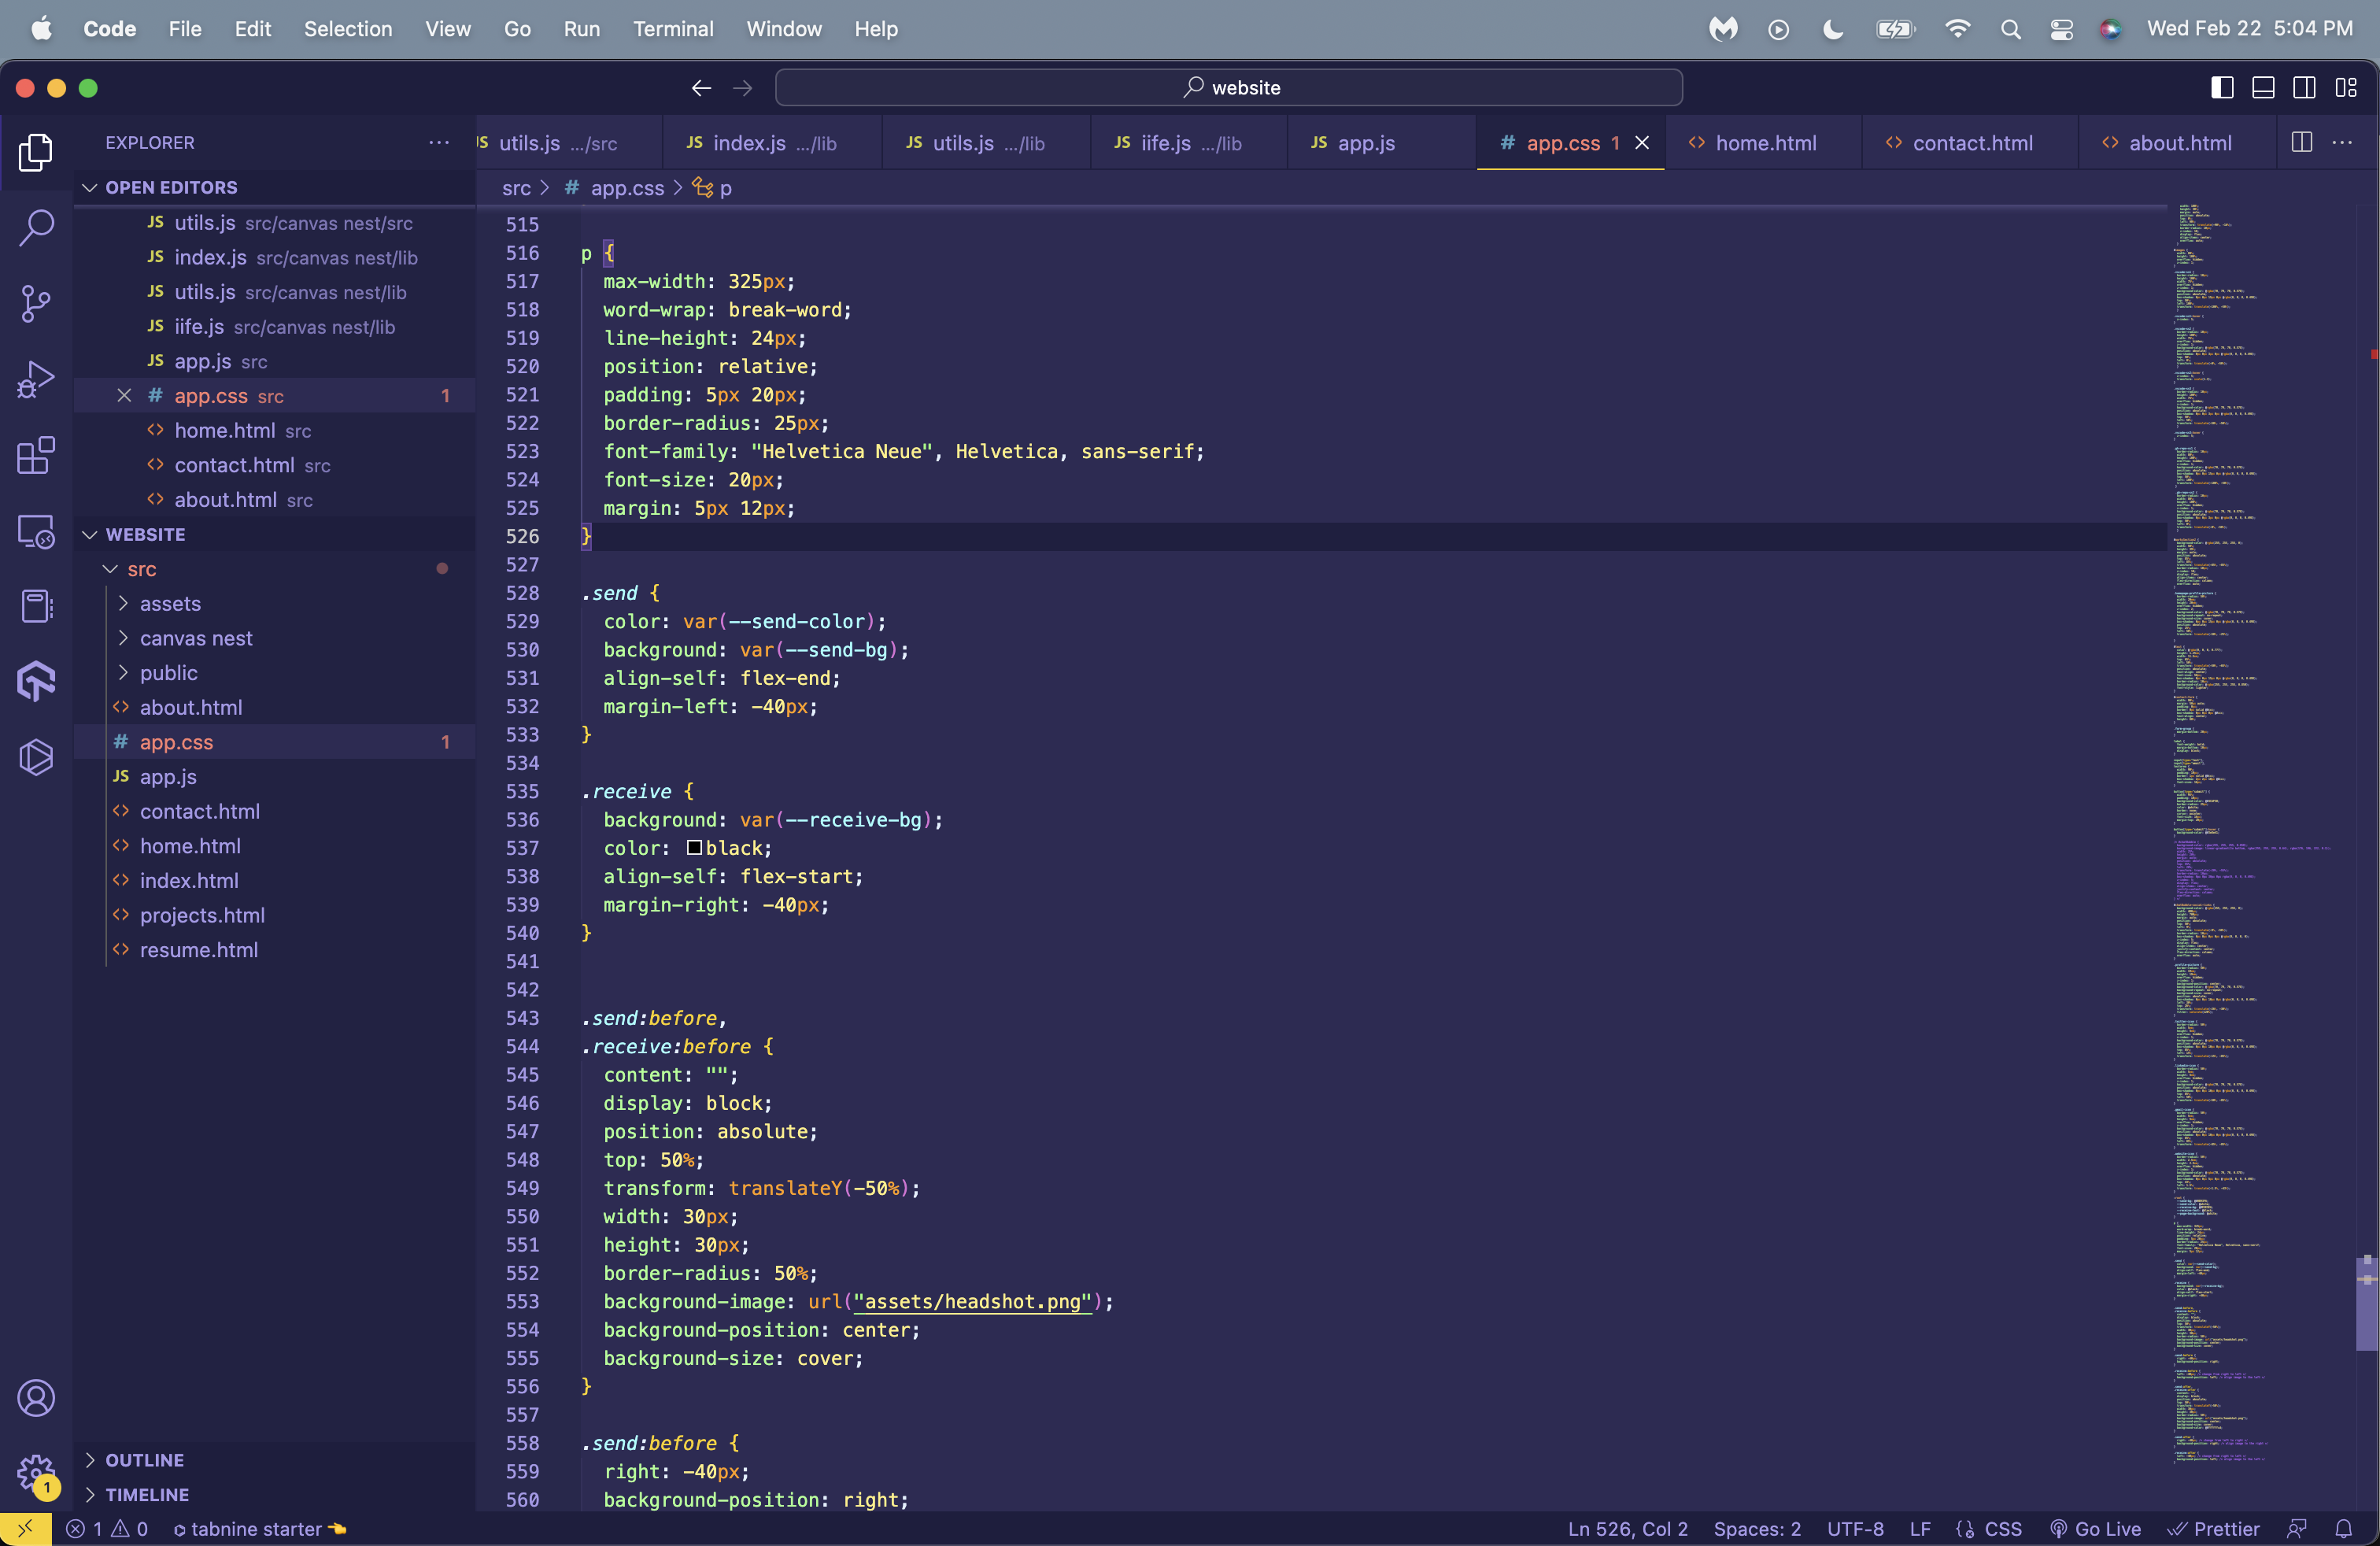 Code File Edit Selection View Go Run Terminal Window Help Wed Feb 22 5:04 PM
website
EXPLORER
OPEN EDITORS
utils.js src/canvas nest/src
index.js src/canvas nest/lib
utils.js src/canvas nest/lib
iife.js src/canvas nest/lib
app.js src
app.css src 1
home.html src
contact.html src
about.html src
WEBSITE
src
assets
canvas nest
public
about.html
app.css 1
app.js
contact.html
home.html
index.html
projects.html
resume.html
OUTLINE
TIMELINE
1
JS utils.js .../src JS index.js .../lib JS utils.js .../lib JS iife.js .../lib JS app.js # app.css 1 <> home.html <> contact.html <> about.html
src > # app.css > p
515
516 p {
517 max-width: 325px;
518 word-wrap: break-word;
519 line-height: 24px;
520 position: relative;
521 padding: 5px 20px;
522 border-radius: 25px;
523 font-family: "Helvetica Neue", Helvetica, sans-serif;
524 font-size: 20px;
525 margin: 5px 12px;
526 }
527
528 .send {
529 color: var(--send-color);
530 background: var(--send-bg);
531 align-self: flex-end;
532 margin-left: -40px;
533 }
534
535 .receive {
536 background: var(--receive-bg);
537 color: black;
538 align-self: flex-start;
539 margin-right: -40px;
540 }
541
542
543 .send:before,
544 .receive:before {
545 content: "";
546 display: block;
547 position: absolute;
548 top: 50%;
549 transform: translateY(-50%);
550 width: 30px;
551 height: 30px;
552 border-radius: 50%;
553 background-image: url("assets/headshot.png");
554 background-position: center;
555 background-size: cover;
556 }
557
558 .send:before {
559 right: -40px;
560 background-position: right;
1 0 tabnine starter Ln 526, Col 2 Spaces: 2 UTF-8 LF CSS Go Live Prettier